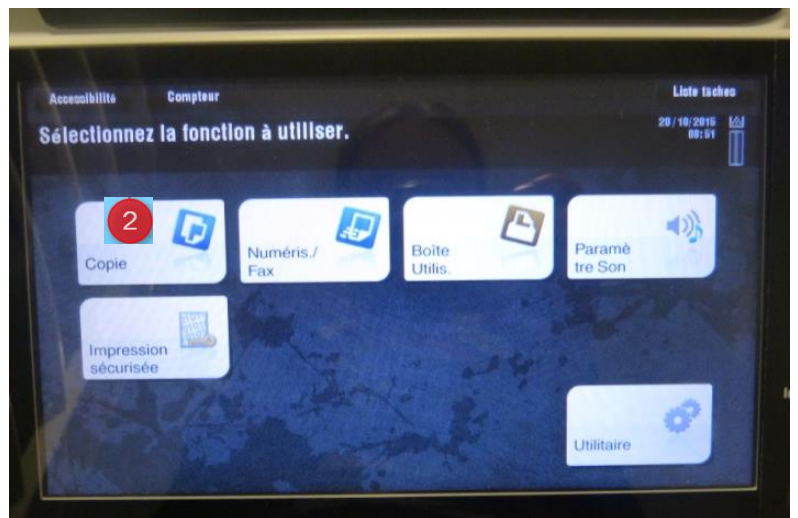 Accessibilité Compteur Liste tâches
Sélectionnez la fonction à utiliser.
20/10/2015
08:51
2
Copie
Numéris./
Fax
Boîte
Utilis.
Paramè
tre Son
Impression
sécurisée
Utilitaire